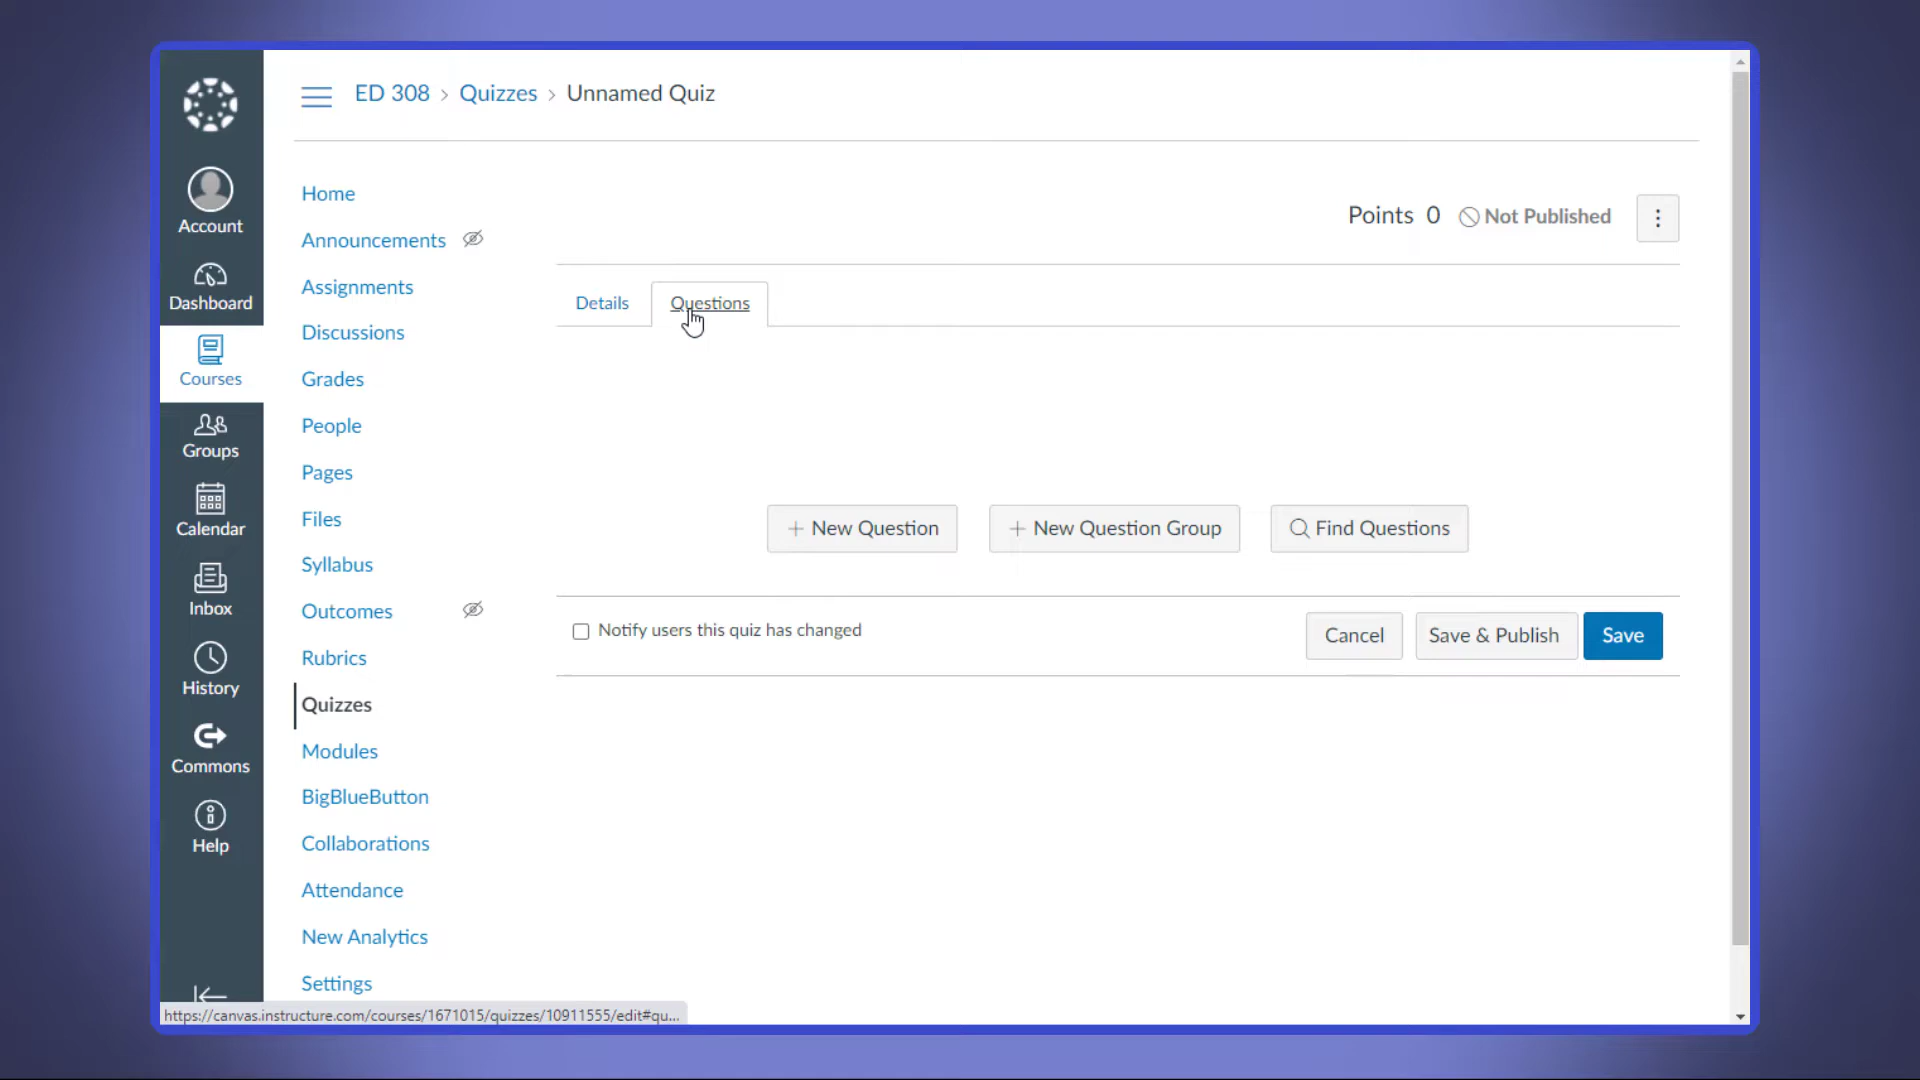 ED 308 > Quizzes > Unnamed Quiz
Account
Dashboard
Courses
Groups
Calendar
Inbox
History
Commons
Help
Home
Announcements
Assignments
Discussions
Grades
People
Pages
Files
Syllabus
Outcomes
Rubrics
Quizzes
Modules
BigBlueButton
Collaborations
Attendance
New Analytics
Settings
Points 0 Not Published
Details Questions
+ New Question + New Question Group Find Questions
Notify users this quiz has changed Cancel Save & Publish Save
https://canvas.instructure.com/courses/1671015/quizzes/10911555/edit#qu...